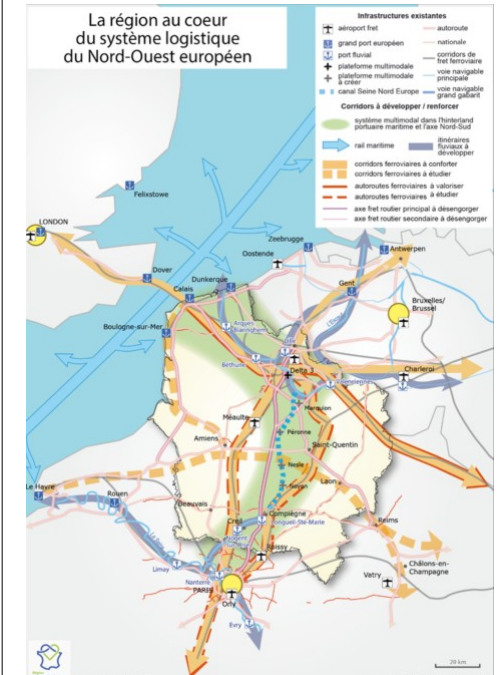 La région au coeur
du système logistique
du Nord-Ouest européen
Infrastructures existantes
aéroport fret
grand port européen
port fluvial
plateforme multimodale
plateforme multimodale
à créer
canal Seine Nord Europe
autoroute
nationale
corridors de
fret ferroviaire
voie navigable
principale
voie navigable
grand gabarit
Corridors à développer / renforcer
système multimodal dans l'hinterland
portuaire maritime et l'axe Nord-Sud
rail maritime
itinéraires
fluviaux à
développer
corridors ferroviaires à conforter
corridors ferroviaires à étudier
autoroutes ferroviaires à valoriser
autoroutes ferroviaires à étudier
axe fret routier principal à désengorger
axe fret routier secondaire à désengorger
Felixstowe
LONDON
Zeebrugge
Oostende
Antwerpen
Dover
Dunkerque
Calais
Gent
Bruxelles/
Brussel
Boulogne-sur-Mer
Arques
L'Escaut
Béthune
Delta 3
Charleroi
Valenciennes
Marquion
Méaulte
Péronne
Amiens
Saint-Quentin
Nesle
Le Havre
Rouen
Laon
Noyon
Beauvais
Compiègne
Longueil-Ste-Marie
Creil
Reims
Roissy
Limay
Nanterre
PARIS
Orly
Vatry
Châlons-en-
Champagne
Evry
20 km